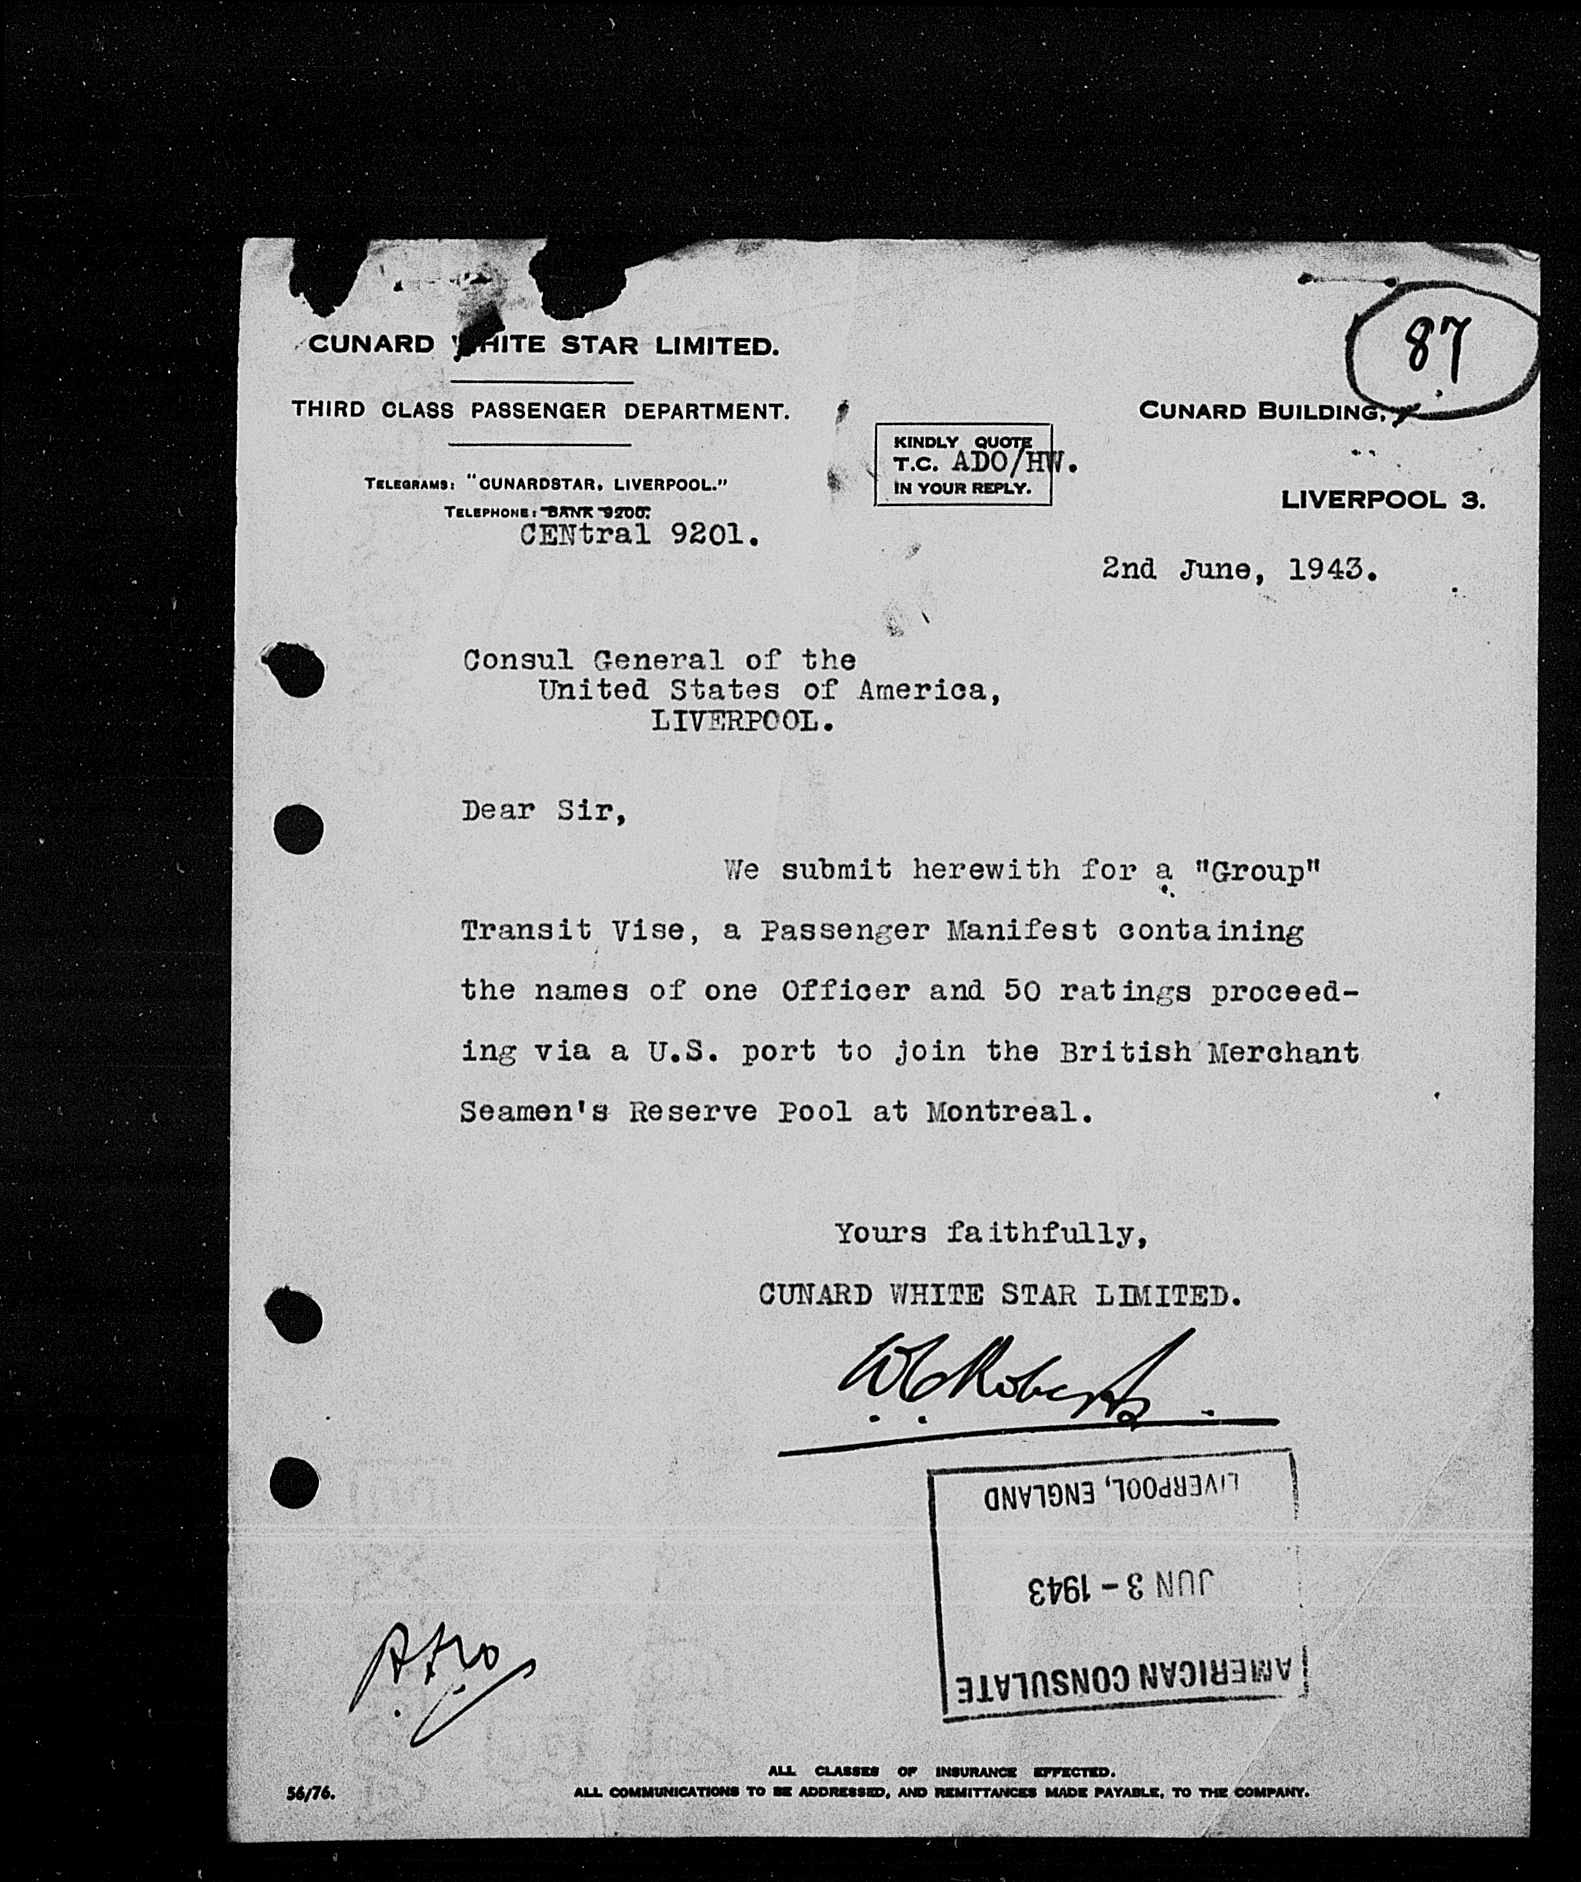 87
CUNARD WHITE STAR LIMITED.
THIRD CLASS PASSENGER DEPARTMENT.
CUNARD BUILDING,
KINDLY QUOTE
T.C. ADO/HW.
IN YOUR REPLY.
TELEGRAMS: "CUNARDSTAR, LIVERPOOL."
LIVERPOOL 3.
TELEPHONE: BANK 9200.
CENtral 9201.
2nd June, 1943.
Consul General of the
United States of America,
LIVERPOOL.
Dear Sir,
We submit herewith for a "Group"
Transit Vise, a Passenger Manifest containing
the names of one Officer and 50 ratings proceed-
ing via a U.S. port to join the British Merchant
Seamen's Reserve Pool at Montreal.
Yours faithfully,
CUNARD WHITE STAR LIMITED.
W C Roberts
AMERICAN CONSULATE
JUN 3 - 1943
LIVERPOOL, ENGLAND
ALL CLASSES OF INSURANCE EFFECTED.
56/76.
ALL COMMUNICATIONS TO BE ADDRESSED, AND REMITTANCES MADE PAYABLE, TO THE COMPANY.